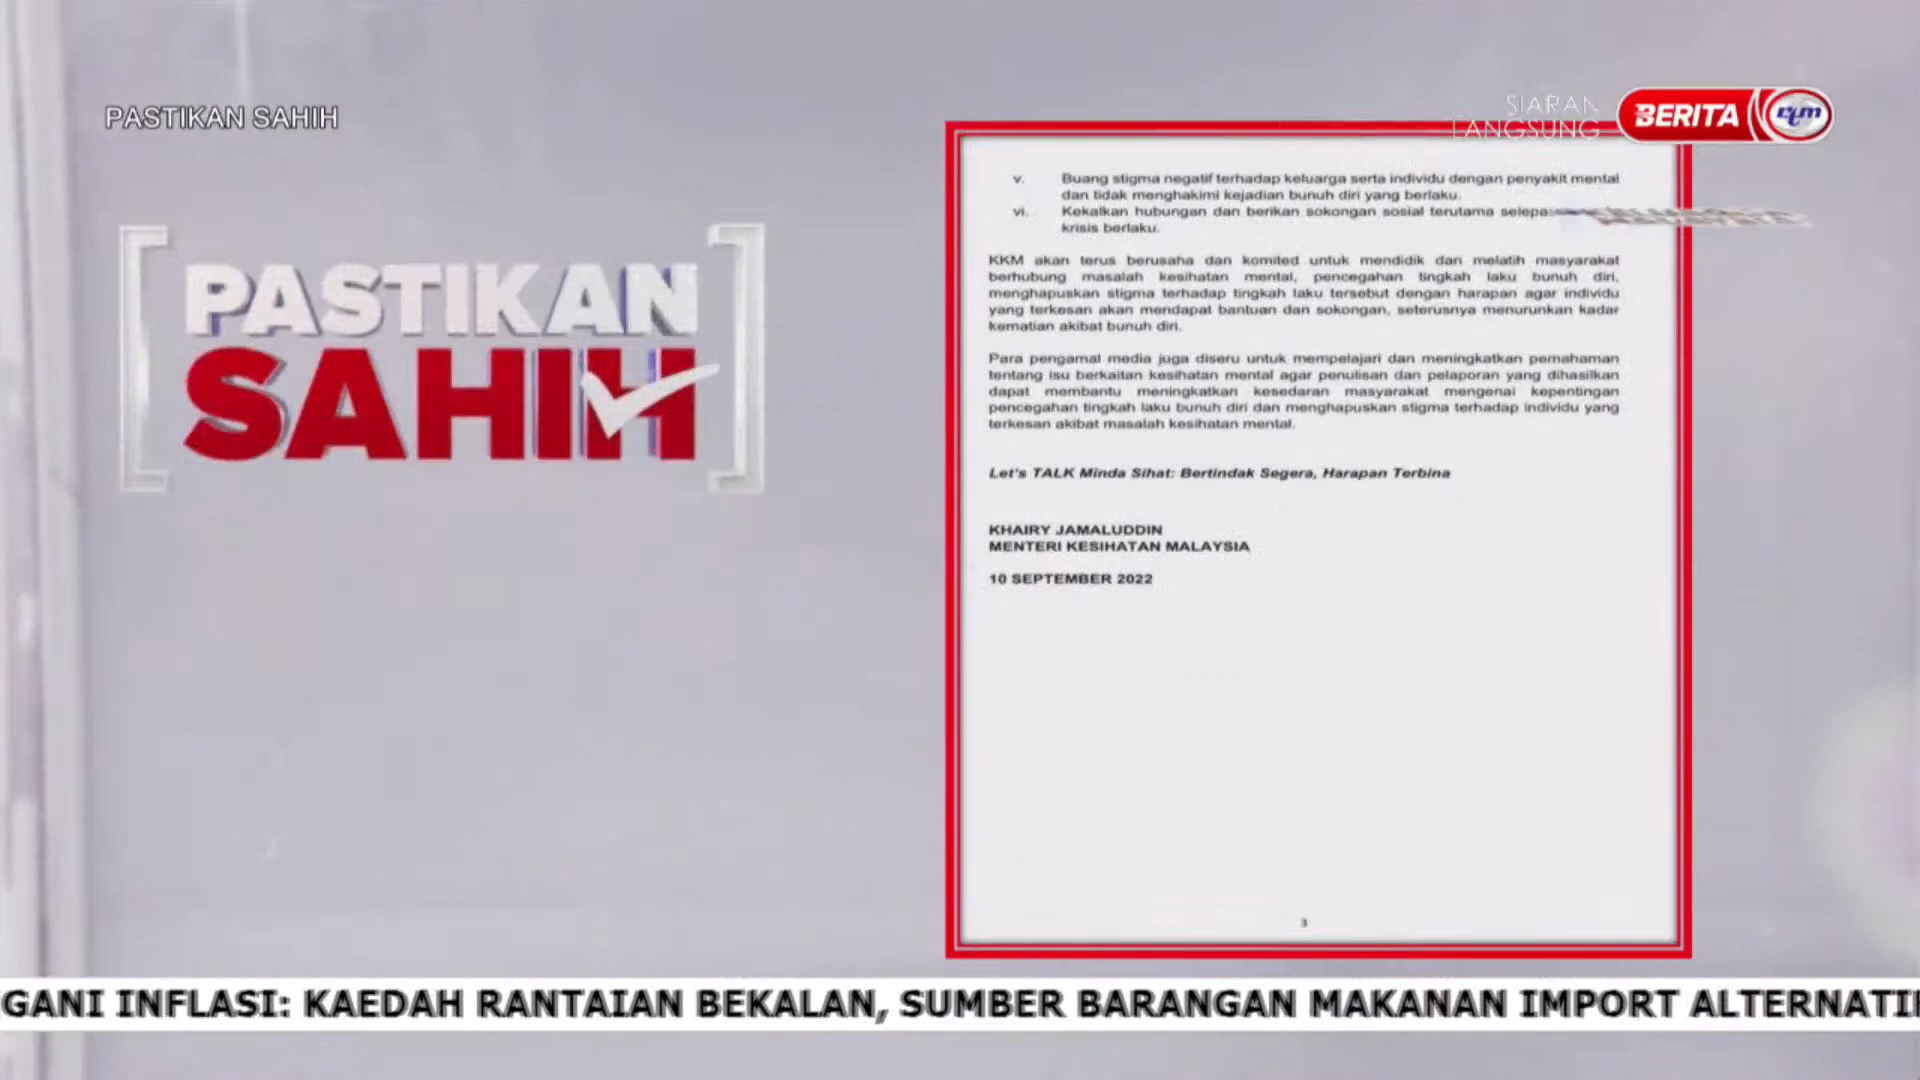 PASTIKAN SAHIH
SIARAN
LANGSUNG
BERITA rtm
PASTIKAN
SAHIH
v. Buang stigma negatif terhadap keluarga serta individu dengan penyakit mental
dan tidak menghakimi kejadian bunuh diri yang berlaku.
vi. Kekalkan hubungan dan berikan sokongan sosial terutama
krisis berlaku.
KKM akan terus berusaha dan komited untuk mendidik dan melatih masyarakat
berhubung masalah kesihatan mental, pencegahan tingkah laku bunuh diri,
menghapuskan stigma terhadap tingkah laku tersebut dengan harapan agar individu
yang terkesan akan mendapat bantuan dan sokongan, seterusnya menurunkan kadar
kematian akibat bunuh diri.
Para pengamal media juga diseru untuk mempelajari dan meningkatkan pemahaman
tentang isu berkaitan kesihatan mental agar penulisan dan pelaporan yang dihasilkan
dapat membantu meningkatkan kesedaran masyarakat mengenai kepentingan
pencegahan tingkah laku bunuh diri dan menghapuskan stigma terhadap individu yang
terkesan akibat masalah kesihatan mental.
Let's TALK Minda Sihat: Bertindak Segera, Harapan Terbina
KHAIRY JAMALUDDIN
MENTERI KESIHATAN MALAYSIA
10 SEPTEMBER 2022
3
GANI INFLASI: KAEDAH RANTAIAN BEKALAN, SUMBER BARANGAN MAKANAN IMPORT ALTERNATI